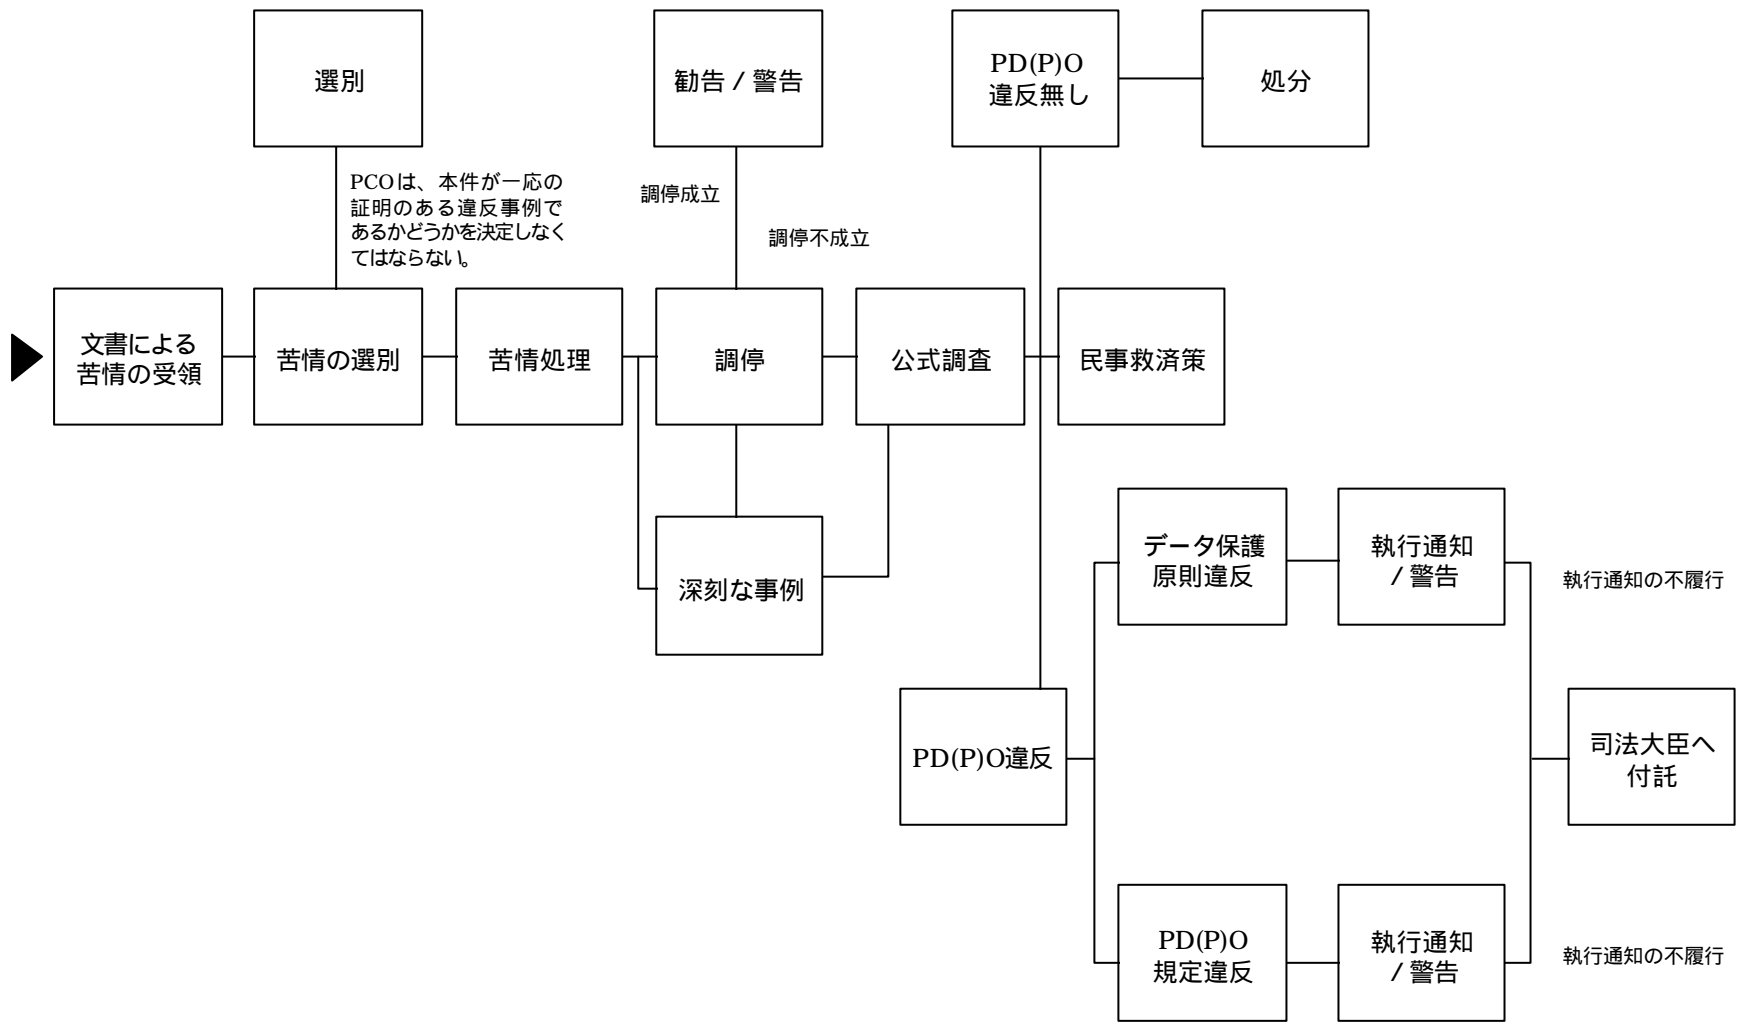 選別
勧告 / 警告
PD(P)O
違反無し
処分
PCOは、本件が一応の
証明のある違反事例で
あるかどうかを決定しなく
てはならない。
調停成立
調停不成立
文書による
苦情の受領
苦情の選別
苦情処理
調停
公式調査
民事救済策
深刻な事例
データ保護
原則違反
執行通知
/ 警告
執行通知の不履行
PD(P)O違反
司法大臣へ
付託
PD(P)O
規定違反
執行通知
/ 警告
執行通知の不履行